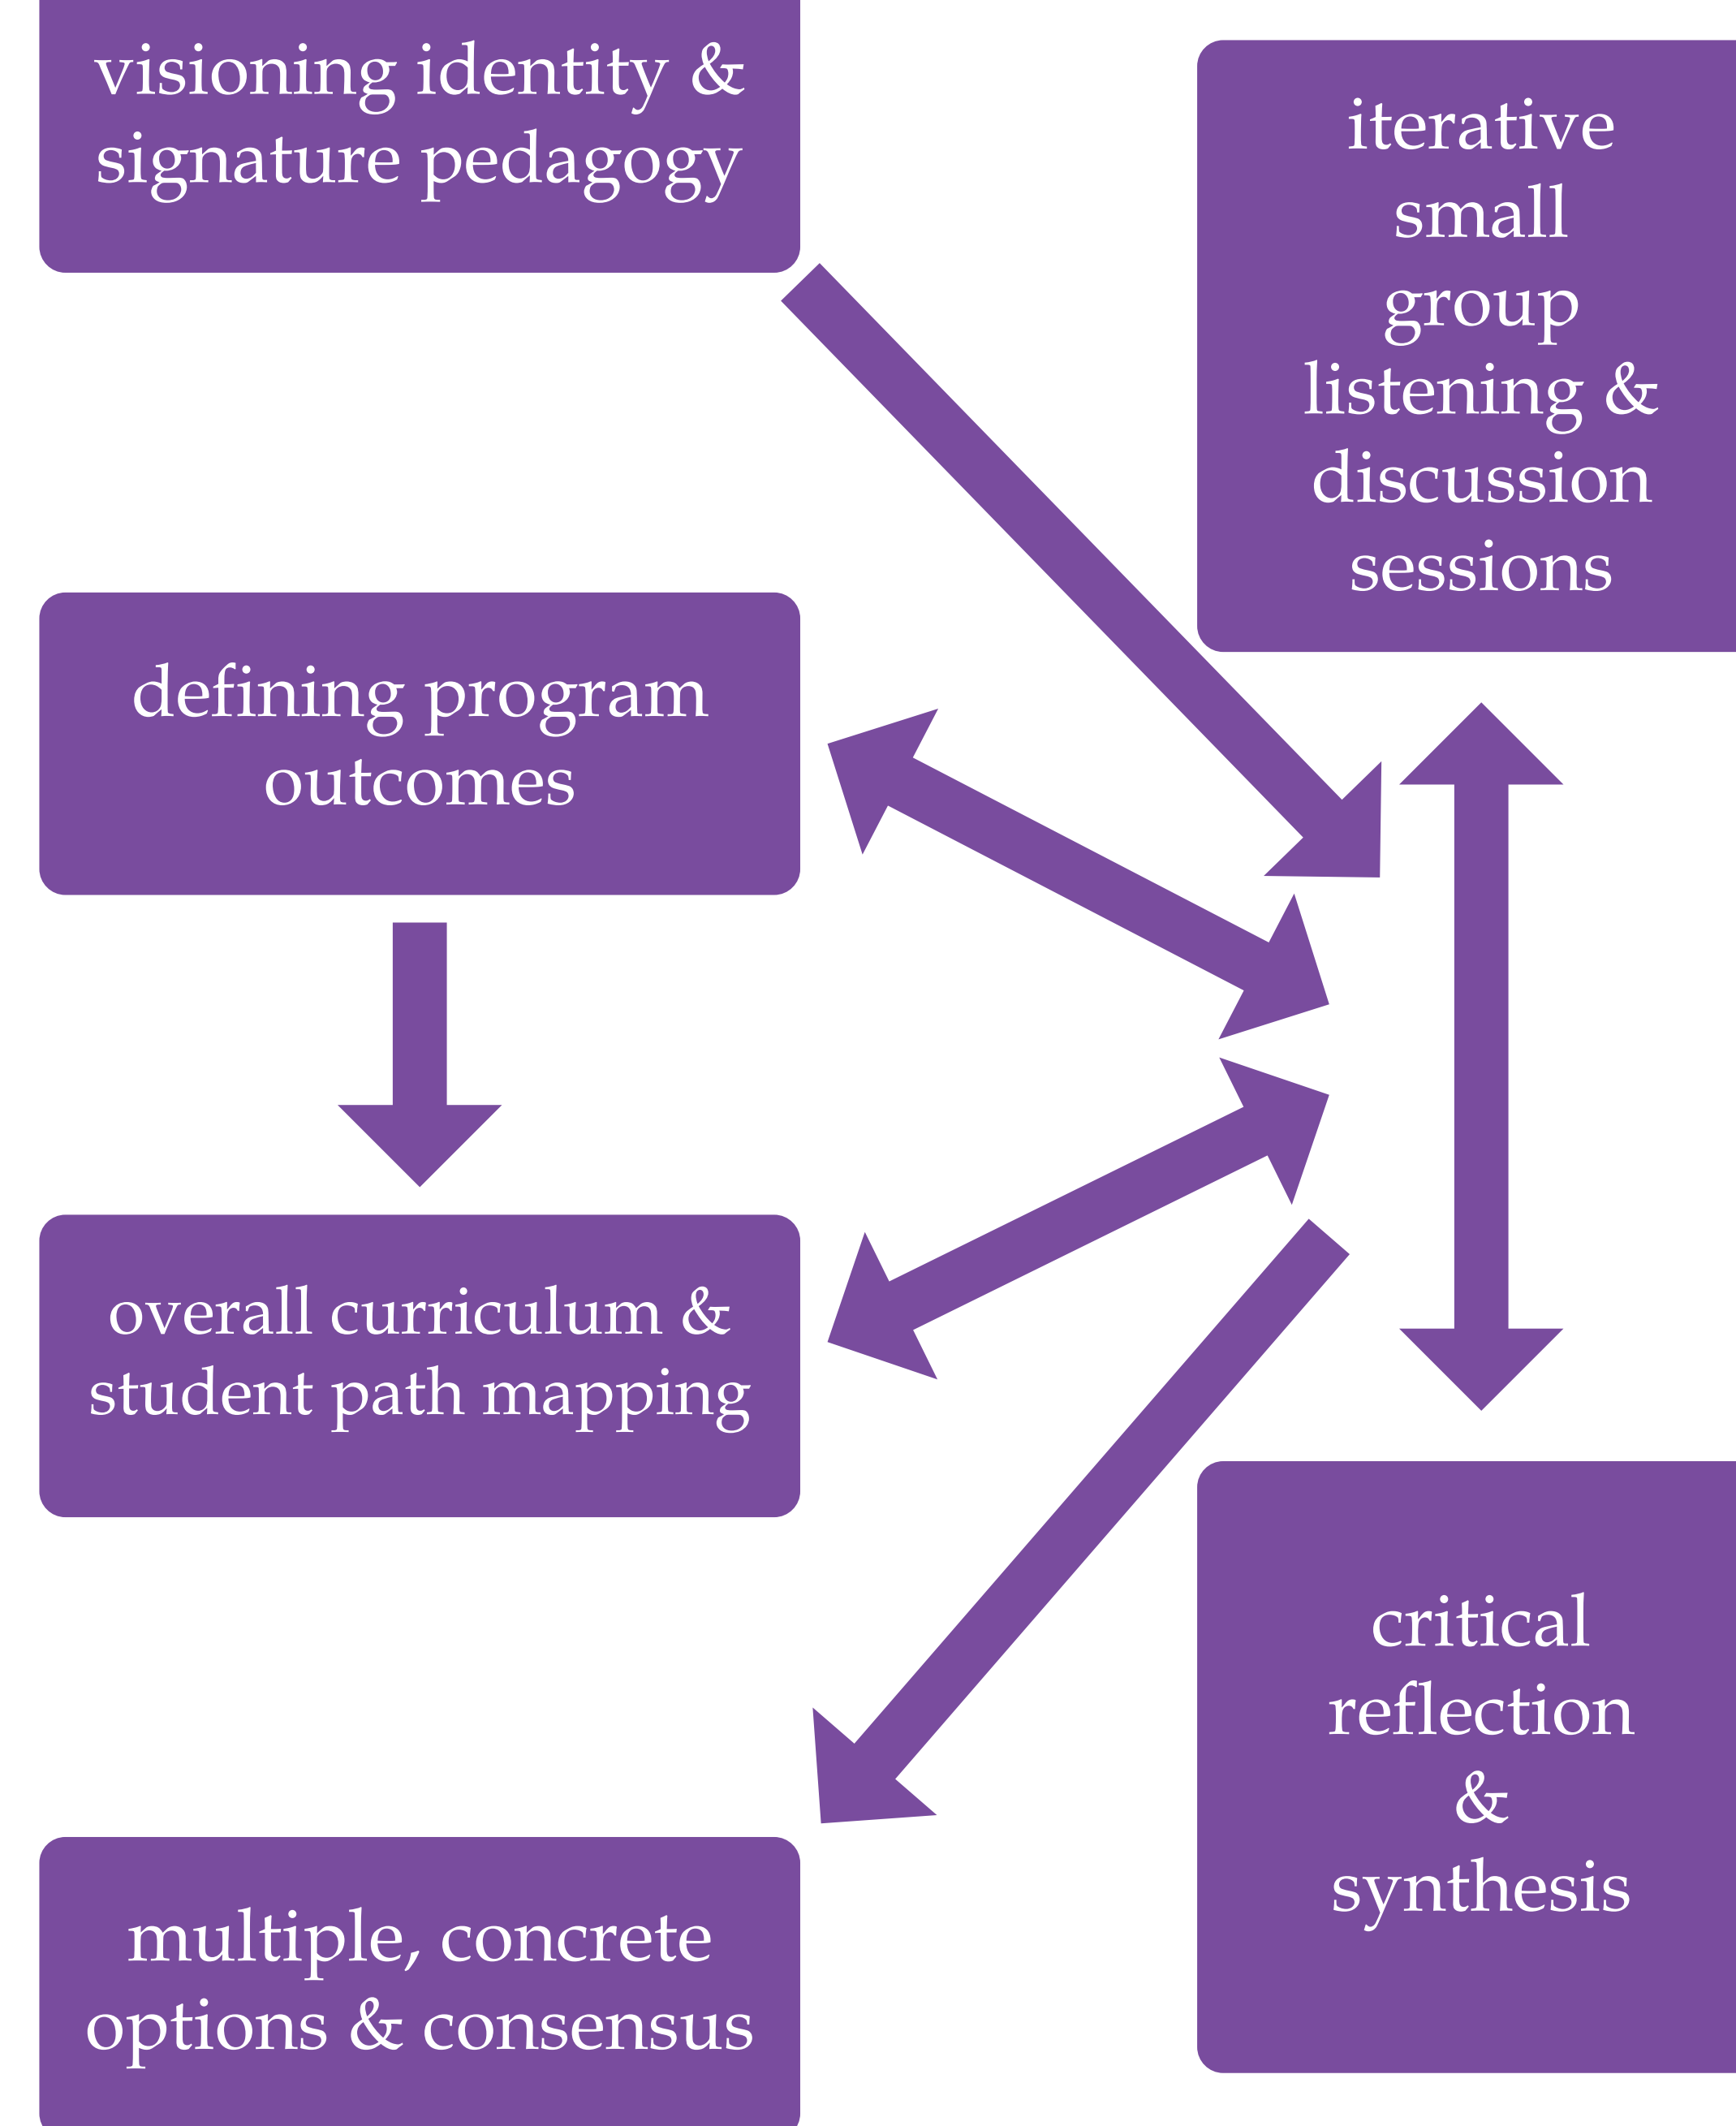 visioning identity &
signature pedagogy
defining program
outcomes
overall curriculum &
student path mapping
multiple, concrete
options & consensus
iterative
small
group
listening &
discussion
sessions
critical
reflection
&
synthesis